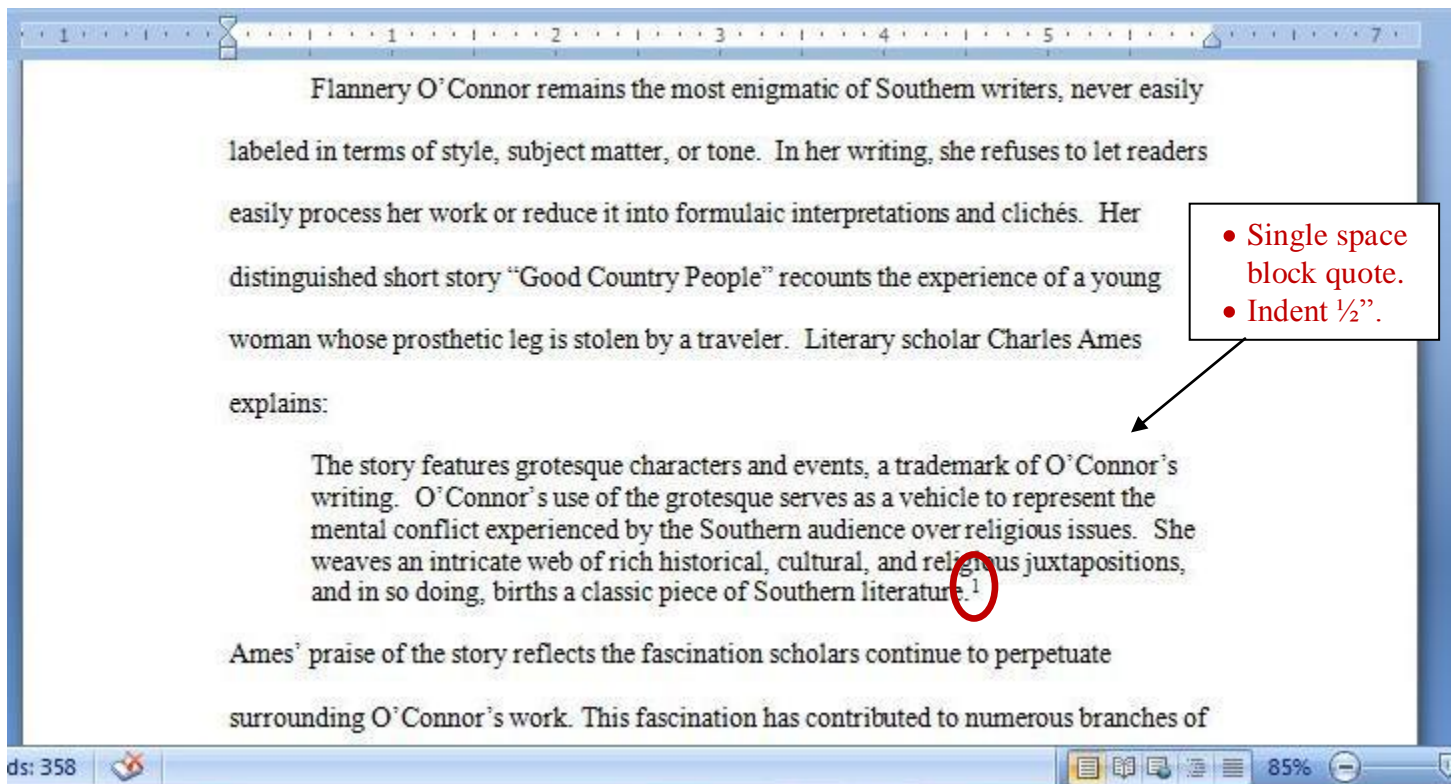 1 1 2 3 4 5 7
Flannery O’Connor remains the most enigmatic of Southern writers, never easily
labeled in terms of style, subject matter, or tone.  In her writing, she refuses to let readers
easily process her work or reduce it into formulaic interpretations and clichés.  Her
distinguished short story “Good Country People” recounts the experience of a young
woman whose prosthetic leg is stolen by a traveler.  Literary scholar Charles Ames
explains:
• Single space
block quote.
• Indent ½”.
The story features grotesque characters and events, a trademark of O’Connor’s
writing.  O’Connor’s use of the grotesque serves as a vehicle to represent the
mental conflict experienced by the Southern audience over religious issues.  She
weaves an intricate web of rich historical, cultural, and religious juxtapositions,
and in so doing, births a classic piece of Southern literature.¹
Ames’ praise of the story reflects the fascination scholars continue to perpetuate
surrounding O’Connor’s work. This fascination has contributed to numerous branches of
ds: 358 85%